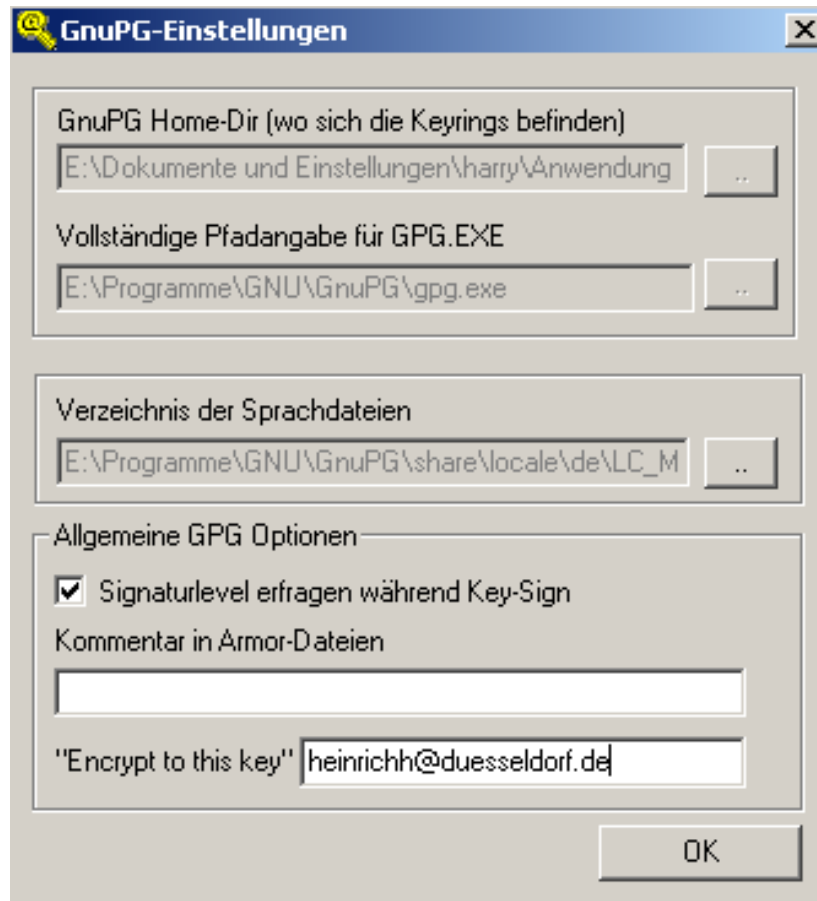 GnuPG-Einstellungen
GnuPG Home-Dir (wo sich die Keyrings befinden)
E:\Dokumente und Einstellungen\harry\Anwendung
..
Vollständige Pfadangabe für GPG.EXE
E:\Programme\GNU\GnuPG\gpg.exe
..
Verzeichnis der Sprachdateien
E:\Programme\GNU\GnuPG\share\locale\de\LC_M
..
Allgemeine GPG Optionen
Signaturlevel erfragen während Key-Sign
Kommentar in Armor-Dateien
"Encrypt to this key" heinrichh@duesseldorf.de
OK